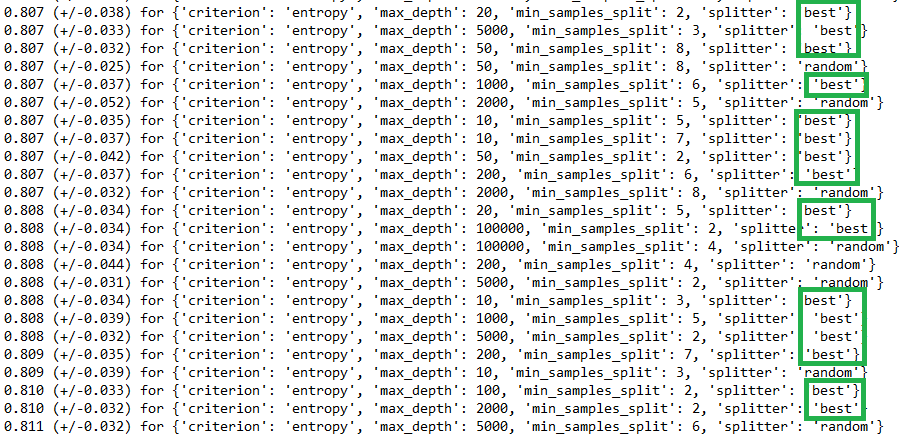 0.807 (+/-0.038) for {'criterion': 'entropy', 'max_depth': 20, 'min_samples_split': 2, 'splitter': 'best'}
0.807 (+/-0.033) for {'criterion': 'entropy', 'max_depth': 5000, 'min_samples_split': 3, 'splitter': 'best'}
0.807 (+/-0.032) for {'criterion': 'entropy', 'max_depth': 50, 'min_samples_split': 8, 'splitter': 'best'}
0.807 (+/-0.025) for {'criterion': 'entropy', 'max_depth': 50, 'min_samples_split': 8, 'splitter': 'random'}
0.807 (+/-0.037) for {'criterion': 'entropy', 'max_depth': 1000, 'min_samples_split': 6, 'splitter': 'best'}
0.807 (+/-0.052) for {'criterion': 'entropy', 'max_depth': 2000, 'min_samples_split': 5, 'splitter': 'random'}
0.807 (+/-0.035) for {'criterion': 'entropy', 'max_depth': 10, 'min_samples_split': 5, 'splitter': 'best'}
0.807 (+/-0.037) for {'criterion': 'entropy', 'max_depth': 10, 'min_samples_split': 7, 'splitter': 'best'}
0.807 (+/-0.042) for {'criterion': 'entropy', 'max_depth': 50, 'min_samples_split': 2, 'splitter': 'best'}
0.807 (+/-0.037) for {'criterion': 'entropy', 'max_depth': 200, 'min_samples_split': 6, 'splitter': 'best'}
0.807 (+/-0.032) for {'criterion': 'entropy', 'max_depth': 2000, 'min_samples_split': 8, 'splitter': 'random'}
0.808 (+/-0.034) for {'criterion': 'entropy', 'max_depth': 20, 'min_samples_split': 5, 'splitter': 'best'}
0.808 (+/-0.034) for {'criterion': 'entropy', 'max_depth': 100000, 'min_samples_split': 2, 'splitter': 'best'}
0.808 (+/-0.034) for {'criterion': 'entropy', 'max_depth': 100000, 'min_samples_split': 4, 'splitter': 'random'}
0.808 (+/-0.044) for {'criterion': 'entropy', 'max_depth': 200, 'min_samples_split': 4, 'splitter': 'random'}
0.808 (+/-0.031) for {'criterion': 'entropy', 'max_depth': 5000, 'min_samples_split': 2, 'splitter': 'random'}
0.808 (+/-0.034) for {'criterion': 'entropy', 'max_depth': 10, 'min_samples_split': 3, 'splitter': 'best'}
0.808 (+/-0.039) for {'criterion': 'entropy', 'max_depth': 1000, 'min_samples_split': 5, 'splitter': 'best'
0.808 (+/-0.032) for {'criterion': 'entropy', 'max_depth': 5000, 'min_samples_split': 2, 'splitter': 'best'
0.809 (+/-0.035) for {'criterion': 'entropy', 'max_depth': 200, 'min_samples_split': 7, 'splitter': 'best'}
0.809 (+/-0.039) for {'criterion': 'entropy', 'max_depth': 10, 'min_samples_split': 3, 'splitter': 'random'}
0.810 (+/-0.033) for {'criterion': 'entropy', 'max_depth': 100, 'min_samples_split': 2, 'splitter': 'best'}
0.810 (+/-0.032) for {'criterion': 'entropy', 'max_depth': 2000, 'min_samples_split': 2, 'splitter': 'best'
0.811 (+/-0.032) for {'criterion': 'entropy', 'max_depth': 5000, 'min_samples_split': 6, 'splitter': 'random'}